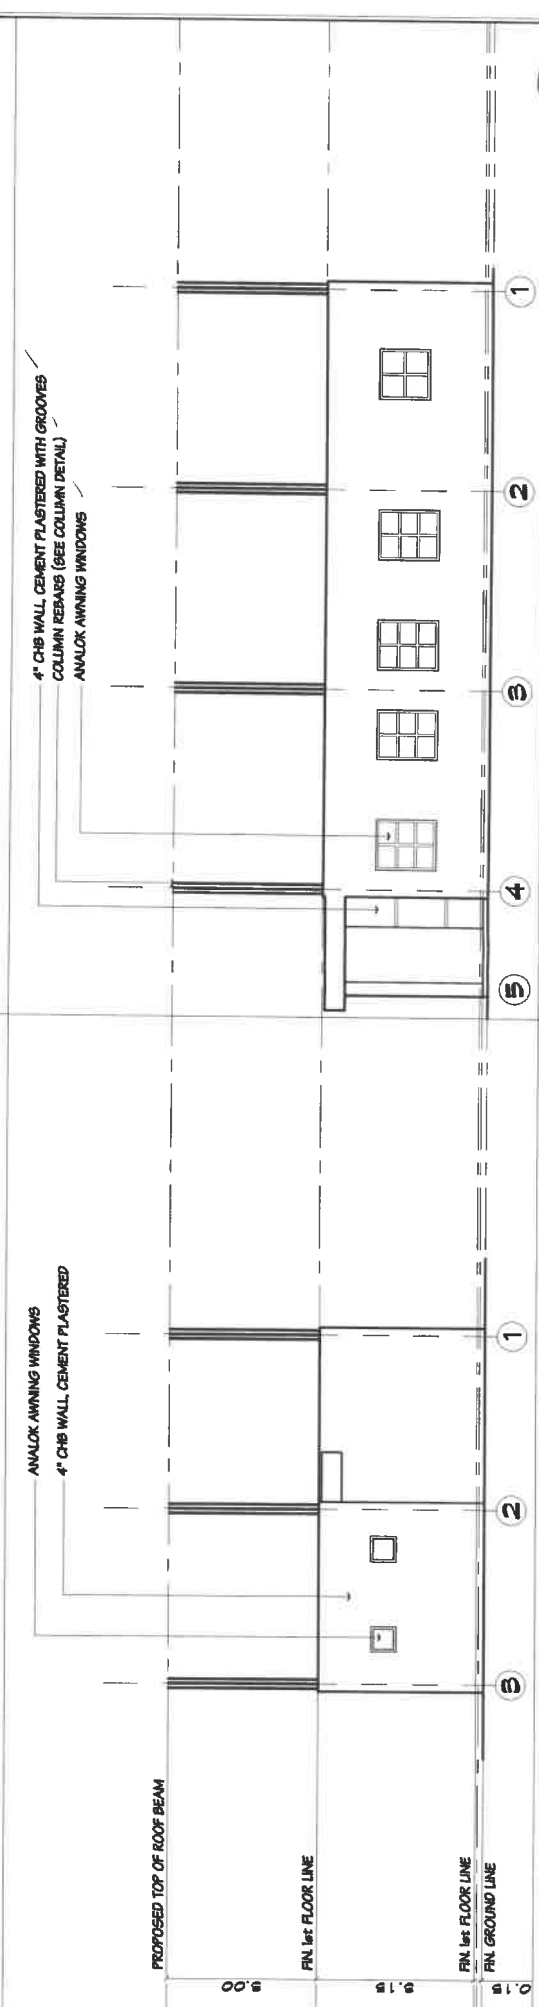 PROPOSED TOP OF ROOF BEAM
FIN. 1st FLOOR LINE
FIN. 1st FLOOR LINE
FIN. GROUND LINE
3.00
3.15
0.15
ANALOK AWNING WINDOWS
4" CHB WALL, CEMENT PLASTERED
3
2
1
4" CHB WALL, CEMENT PLASTERED WITH GROOVES
COLUMN REBARS (SEE COLUMN DETAIL)
ANALOK AWNING WINDOWS
5
4
3
2
1